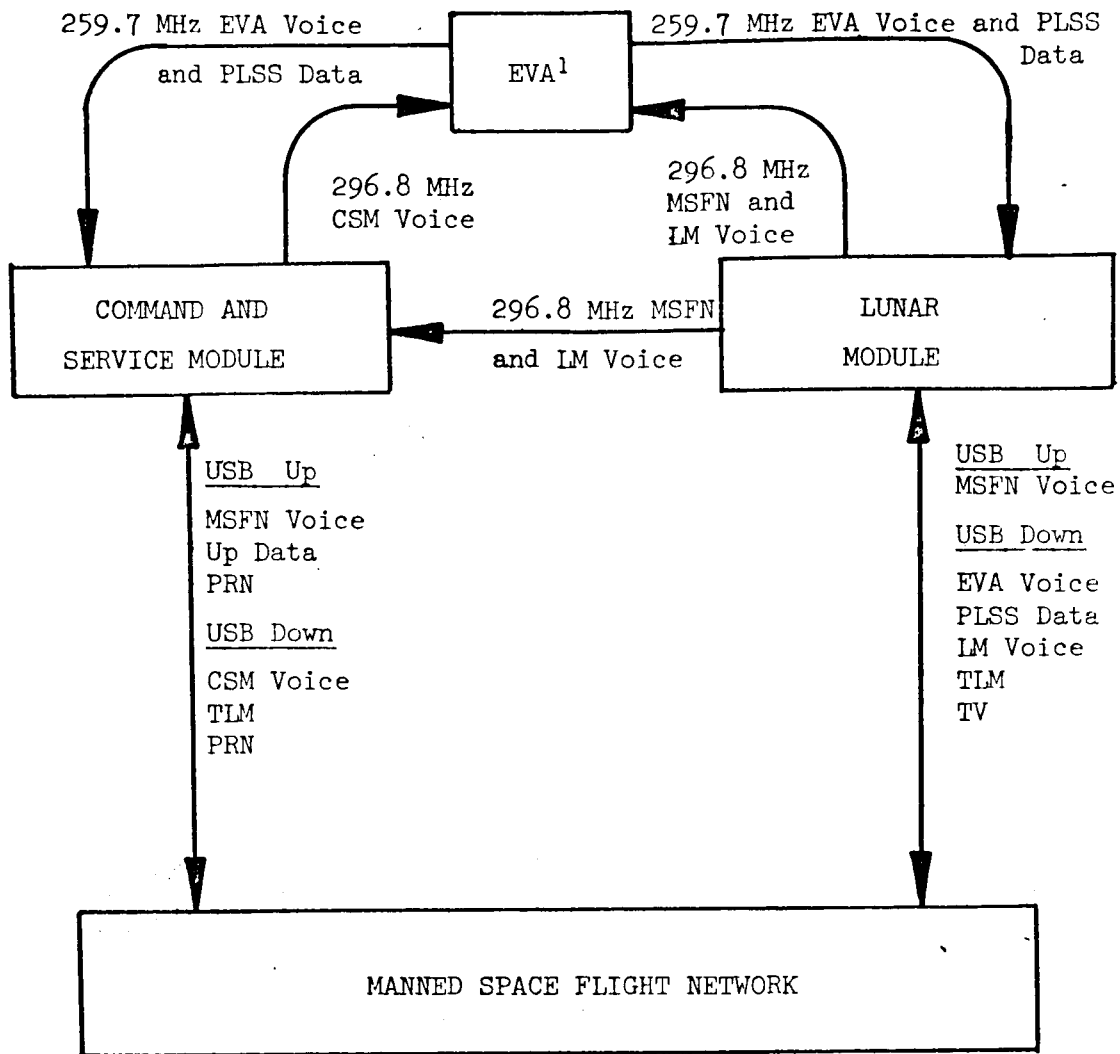 259.7 MHz EVA Voice
and PLSS Data
EVA1
259.7 MHz EVA Voice and PLSS
Data
296.8 MHz
CSM Voice
296.8 MHz
MSFN and
LM Voice
COMMAND AND
SERVICE MODULE
296.8 MHz MSFN
and LM Voice
LUNAR
MODULE
USB Up
MSFN Voice
Up Data
PRN
USB Down
CSM Voice
TLM
PRN
USB Up
MSFN Voice
USB Down
EVA Voice
PLSS Data
LM Voice
TLM
TV
MANNED SPACE FLIGHT NETWORK